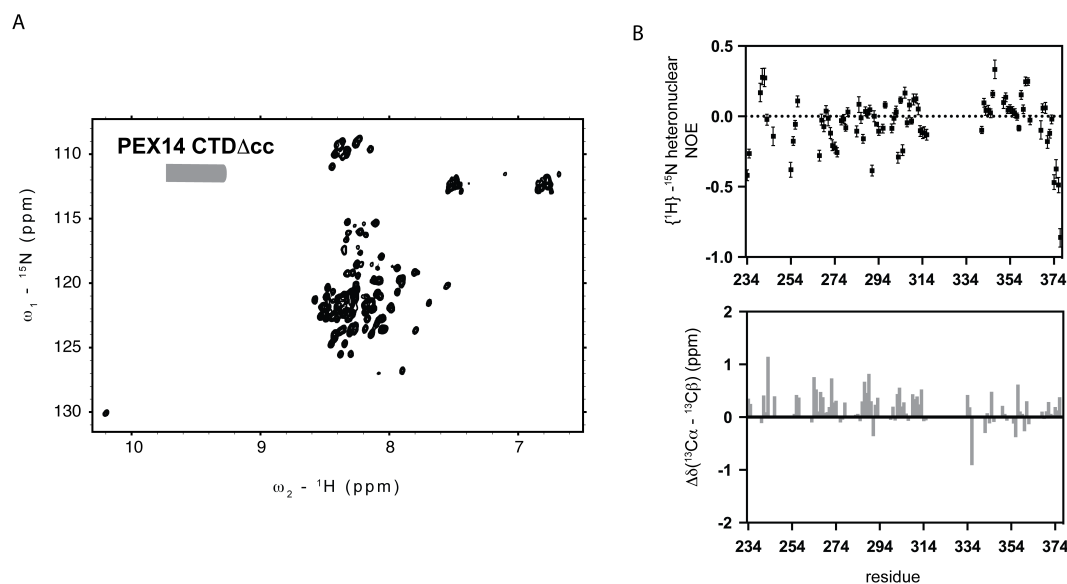 A
PEX14 CTDΔcc
110
115
120
125
130
ω1 - 15N (ppm)
10 9 8 7
ω2 - 1H (ppm)
B
0.5
0.0
-0.5
-1.0
{1H} -15N heteronuclear
NOE
234 254 274 294 314 334 354 374
2
1
0
-1
-2
Δδ(13Cα - 13Cβ) (ppm)
234 254 274 294 314 334 354 374
residue